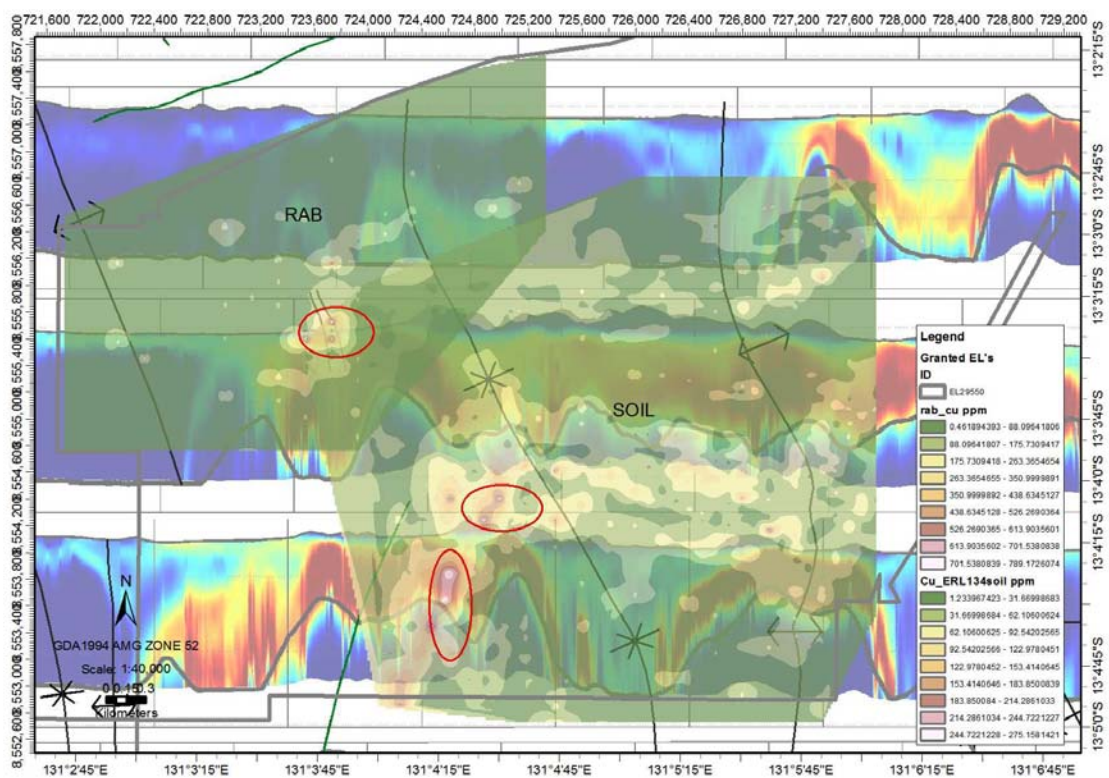 721,600 722,000 722,400 722,800 723,200 723,600 724,000 724,400 724,800 725,200 725,600 726,000 726,400 726,800 727,200 727,600 728,000 728,400 728,800 729,200
13°2'15"S
13°2'45"S
RAB
13°3'0"S
13°3'15"S
SOIL
13°3'45"S
13°4'0"S
13°4'15"S
13°4'45"S
13°5'0"S
Legend
Granted EL's
ID
EL29550
rab_cu ppm
0.461894393 - 88.09641806
88.09641807 - 175.7309417
175.7309418 - 263.3654654
263.3654655 - 350.9999891
350.9999892 - 438.6345127
438.6345128 - 526.2690364
526.2690365 - 613.9035601
613.9035602 - 701.5380838
701.5380839 - 789.1726074
Cu_ERL134soil ppm
1.233967423 - 31.66998683
31.66998684 - 62.10600624
62.10600625 - 92.54202565
92.54202566 - 122.9780451
122.9780452 - 153.4140645
153.4140646 - 183.8500839
183.850084 - 214.2861033
214.2861034 - 244.7221227
244.7221228 - 275.1581421
N
GDA1994 AMG ZONE 52
Scale: 1:40,000
Kilometers
131°2'45"E 131°3'15"E 131°3'45"E 131°4'15"E 131°4'45"E 131°5'15"E 131°5'45"E 131°6'45"E